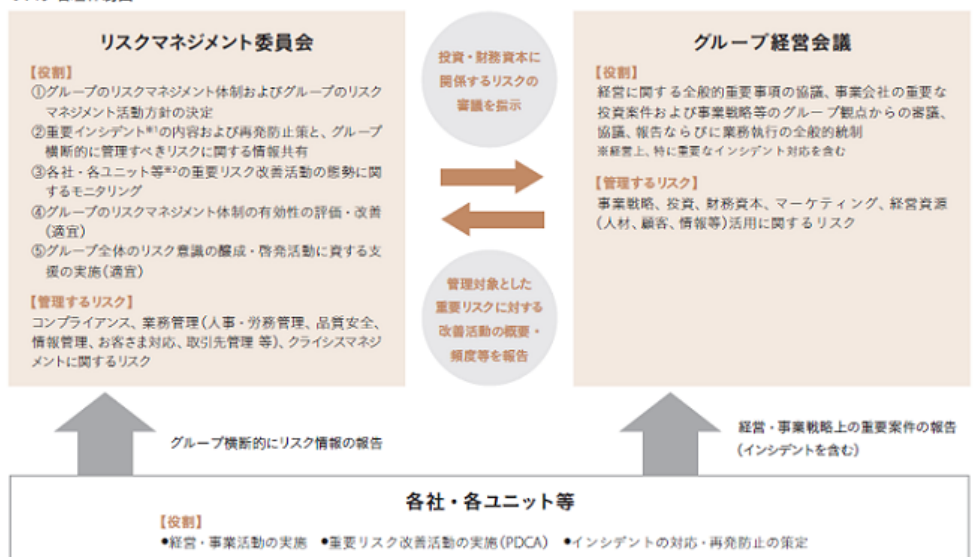 リスクマネジメント委員会
【役割】
①グループのリスクマネジメント体制およびグループのリスク
マネジメント活動方針の決定
②重要インシデント※1の内容および再発防止策と、グループ
横断的に管理すべきリスクに関する情報共有
③各社・各ユニット等※2の重要リスク改善活動の態勢に関
するモニタリング
④グループのリスクマネジメント体制の有効性の評価・改善
(適宜)
⑤グループ全体のリスク意識の醸成・啓発活動に資する支
援の実施(適宜)
【管理するリスク】
コンプライアンス、業務管理(人事・労務管理、品質安全、
情報管理、お客さま対応、取引先管理 等)、クライシスマネジ
メントに関するリスク
投資・財務資本に
関係するリスクの
審議を指示
管理対象とした
重要リスクに対する
改善活動の概要・
頻度等を報告
グループ経営会議
【役割】
経営に関する全般的重要事項の協議、事業会社の重要な
投資案件および事業戦略等のグループ観点からの審議、
協議、報告ならびに業務執行の全般的統制
※経営上、特に重要なインシデント対応を含む
【管理するリスク】
事業戦略、投資、財務資本、マーケティング、経営資源
(人材、顧客、情報等)活用に関するリスク
グループ横断的にリスク情報の報告
経営・事業戦略上の重要案件の報告
(インシデントを含む)
各社・各ユニット等
【役割】
●経営・事業活動の実施 ●重要リスク改善活動の実施(PDCA) ●インシデントの対応・再発防止の策定